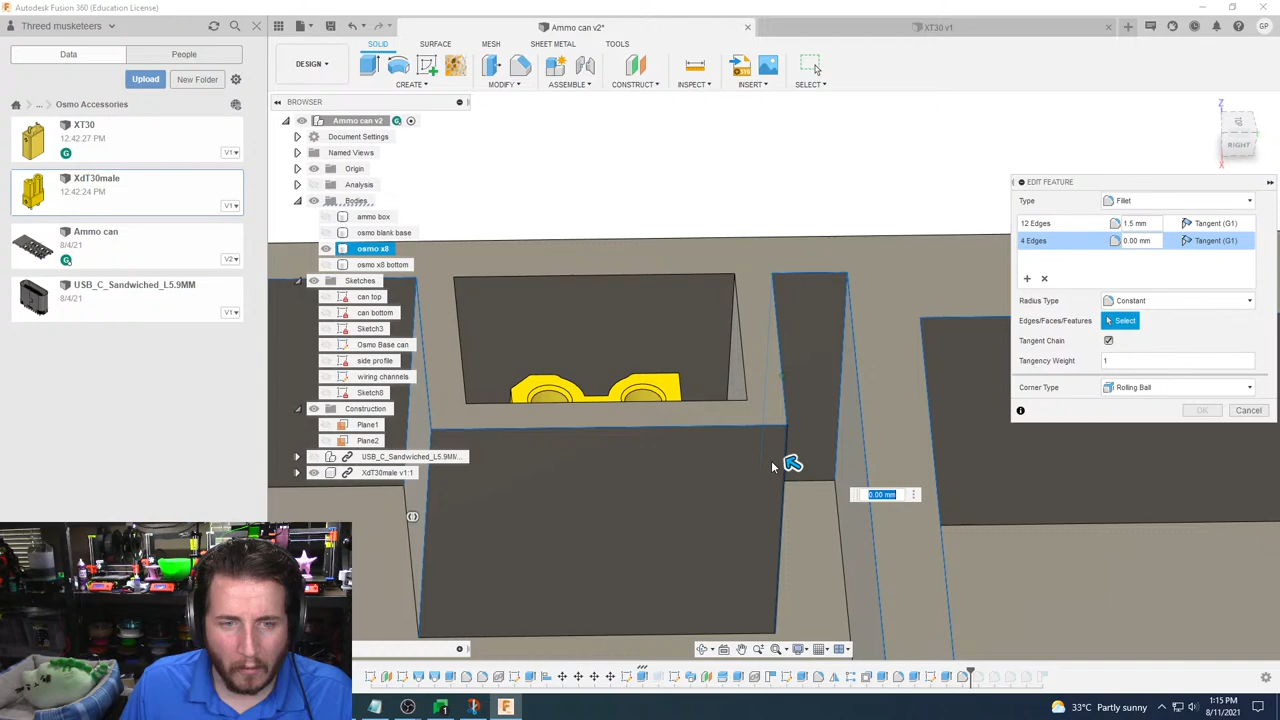 Autodesk Fusion 360 (Education License)
Threed musketeers
Ammo can v2*
XT30 v1
GP
Data
People
Upload
New Folder
... Osmo Accessories
XT30
12:42:27 PM
V1
XdT30male
12:42:24 PM
V1
Ammo can
8/4/21
V2
USB_C_Sandwiched_L5.9MM
8/4/21
V1
SOLID
SURFACE
MESH
SHEET METAL
TOOLS
DESIGN
CREATE
MODIFY
ASSEMBLE
CONSTRUCT
INSPECT
INSERT
SELECT
BROWSER
Ammo can v2
Document Settings
Named Views
Origin
Analysis
Bodies
ammo box
osmo blank base
osmo x8
osmo x8 bottom
Sketches
can top
can bottom
Sketch3
Osmo Base can
side profile
wiring channels
Sketch8
Construction
Plane1
Plane2
USB_C_Sandwiched_L5.9MM...
XdT30male v1:1
Z
RIGHT
X
EDIT FEATURE
Type
Fillet
12 Edges
1.5 mm
Tangent (G1)
4 Edges
0.00 mm
Tangent (G1)
Radius Type
Constant
Edges/Faces/Features
Select
Tangent Chain
Tangency Weight
1
Corner Type
Rolling Ball
OK
Cancel
0.00 mm
33°C Partly sunny
1:15 PM
8/11/2021